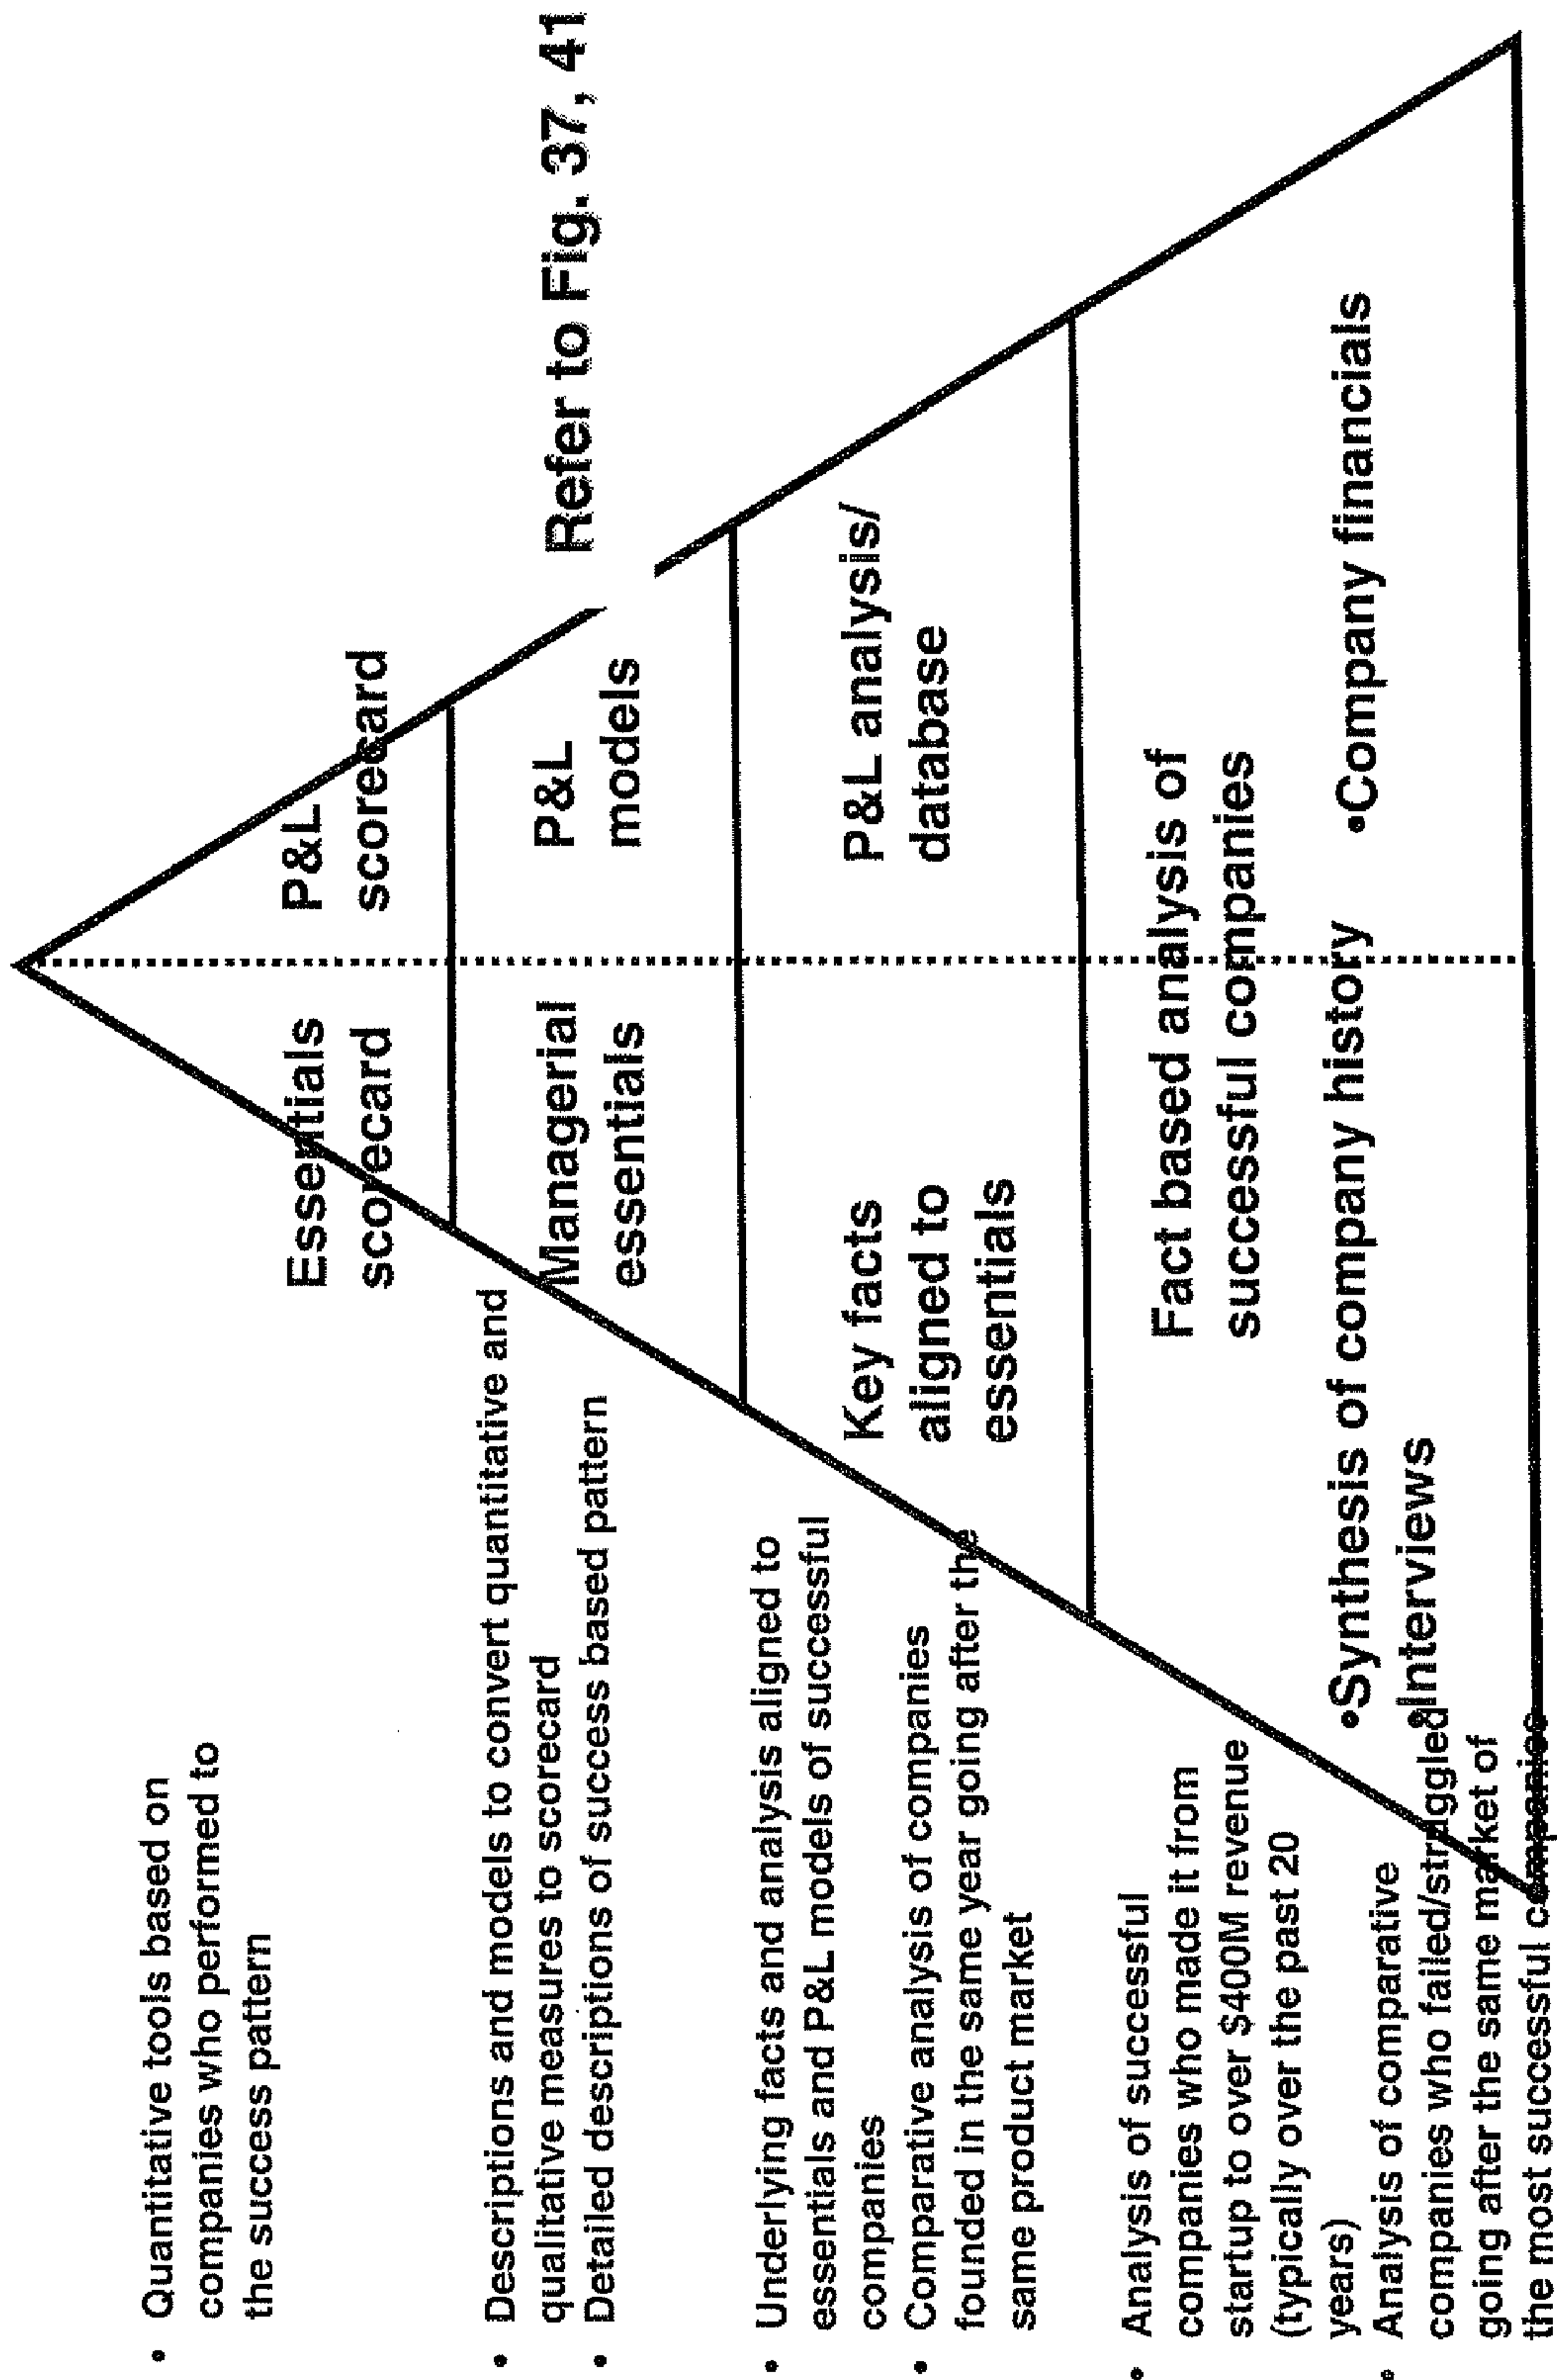 • Quantitative tools based on
companies who performed to
the success pattern
Essentials
scorecard
P&L
scorecard
• Descriptions and models to convert quantitative and
qualitative measures to scorecard
• Detailed descriptions of success based pattern
Managerial
essentials
P&L
models
Refer to Fig. 37, 41
• Underlying facts and analysis aligned to
essentials and P&L models of successful
companies
• Comparative analysis of companies
founded in the same year going after the
same product market
Key facts
aligned to
essentials
P&L analysis/
database
• Analysis of successful
companies who made it from
startup to over $400M revenue
(typically over the past 20
years)
• Analysis of comparative
companies who failed/struggled
going after the same market of
the most successful companies
Fact based analysis of
successful companies
•Synthesis of company history
•Interviews
•Company financials